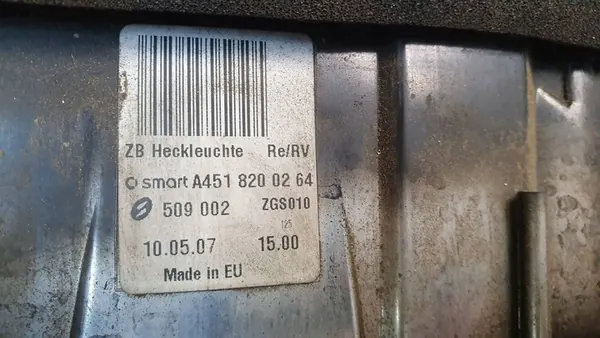 ZB Heckleuchte Re/RV
smart A451 820 02 64
509 002 ZGS010
125
10.05.07 15.00
Made in EU